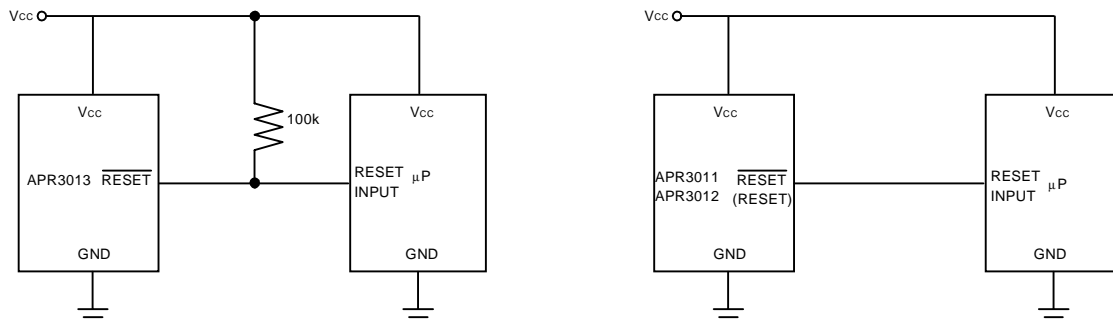 Vcc
Vcc
Vcc
100k
APR3013 RESET
RESET μP
INPUT
GND
GND
Vcc
Vcc
Vcc
APR3011 RESET
APR3012 (RESET)
RESET μP
INPUT
GND
GND